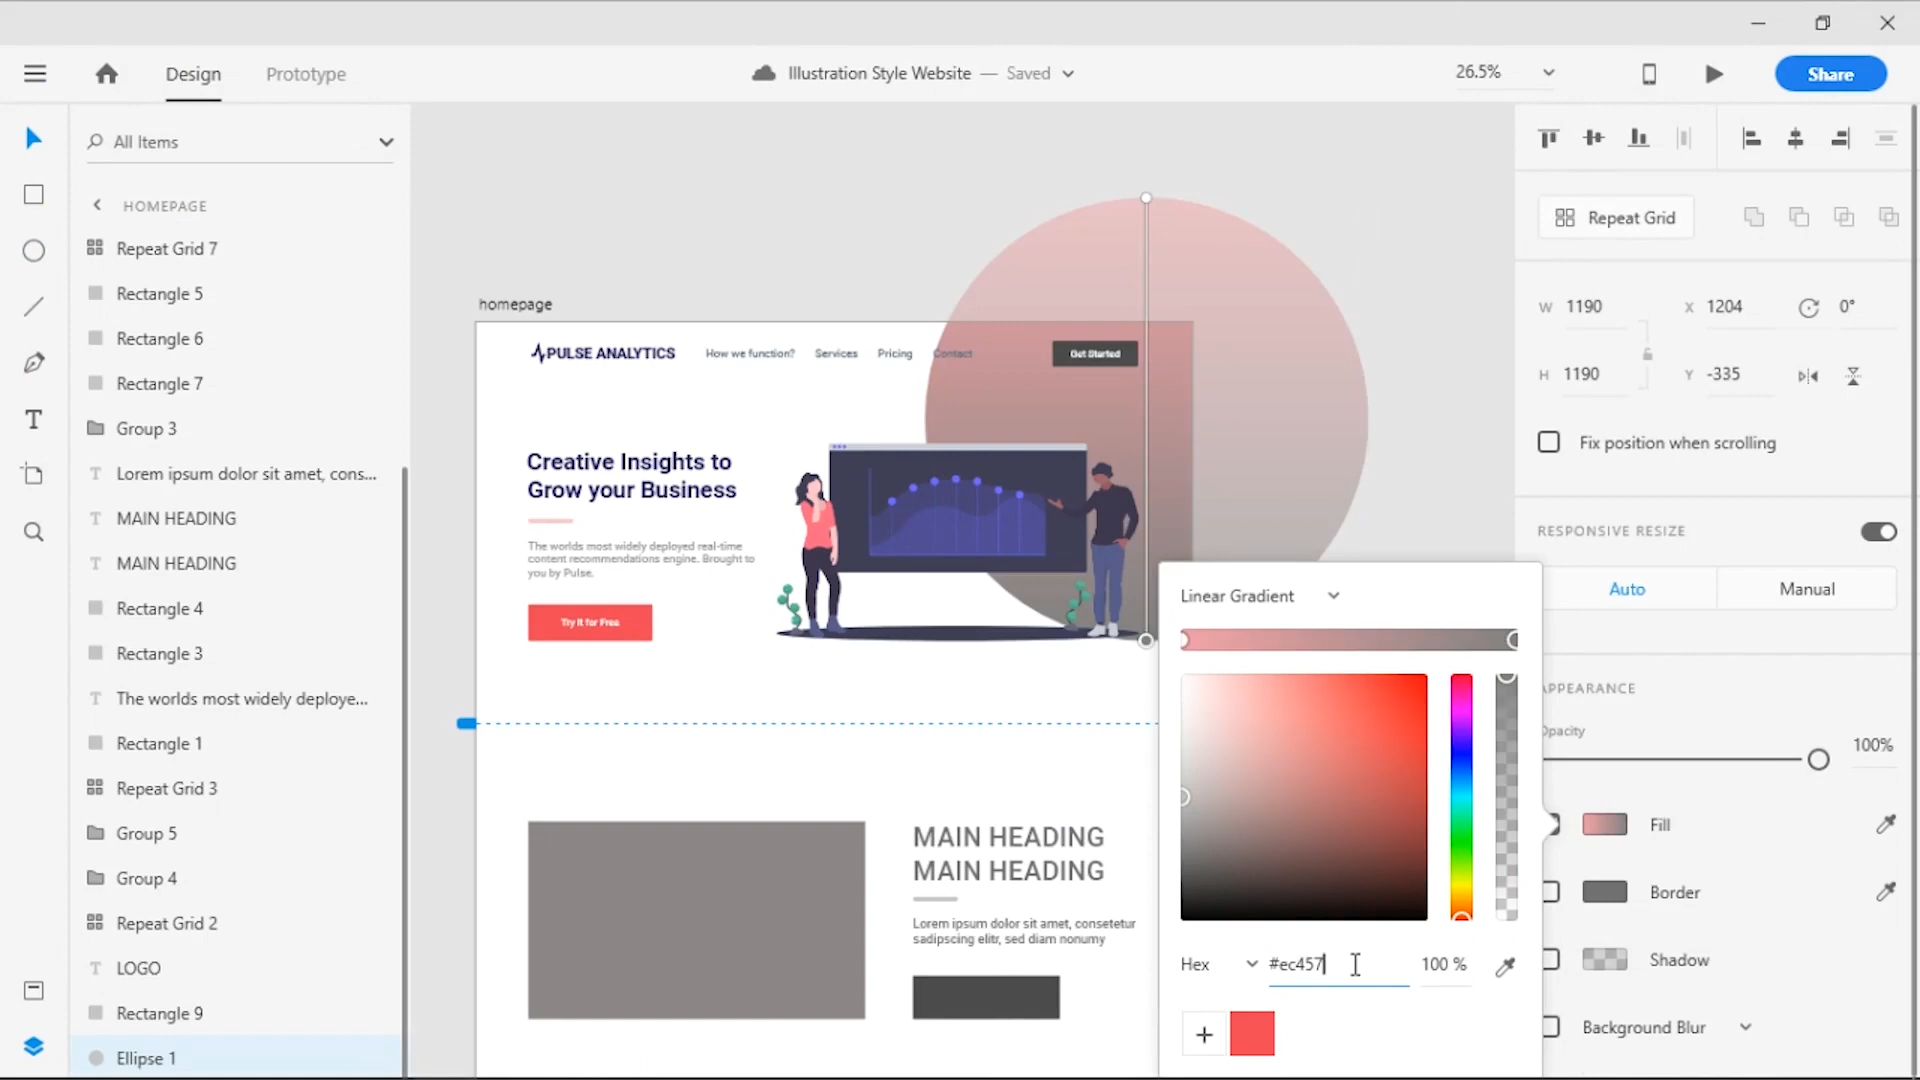 Design
Prototype
Illustration Style Website — Saved
26.5%
Share
All Items
HOMEPAGE
Repeat Grid 7
Rectangle 5
Rectangle 6
Rectangle 7
Group 3
Lorem ipsum dolor sit amet, cons...
MAIN HEADING
MAIN HEADING
Rectangle 4
Rectangle 3
The worlds most widely deploye...
Rectangle 1
Repeat Grid 3
Group 5
Group 4
Repeat Grid 2
LOGO
Rectangle 9
Ellipse 1
homepage
PULSE ANALYTICS
How we function?
Services
Pricing
Contact
Get Started
Creative Insights to
Grow your Business
The worlds most widely deployed real-time
content recommendations engine. Brought to
you by Pulse.
Try It for Free
MAIN HEADING
MAIN HEADING
Lorem ipsum dolor sit amet, consetetur
sadipscing elitr, sed diam nonumy
Linear Gradient
Hex
#ec457
100 %
Repeat Grid
W 1190
X 1204
0°
H 1190
Y -335
Fix position when scrolling
RESPONSIVE RESIZE
Auto
Manual
APPEARANCE
Opacity
100%
Fill
Border
Shadow
Background Blur